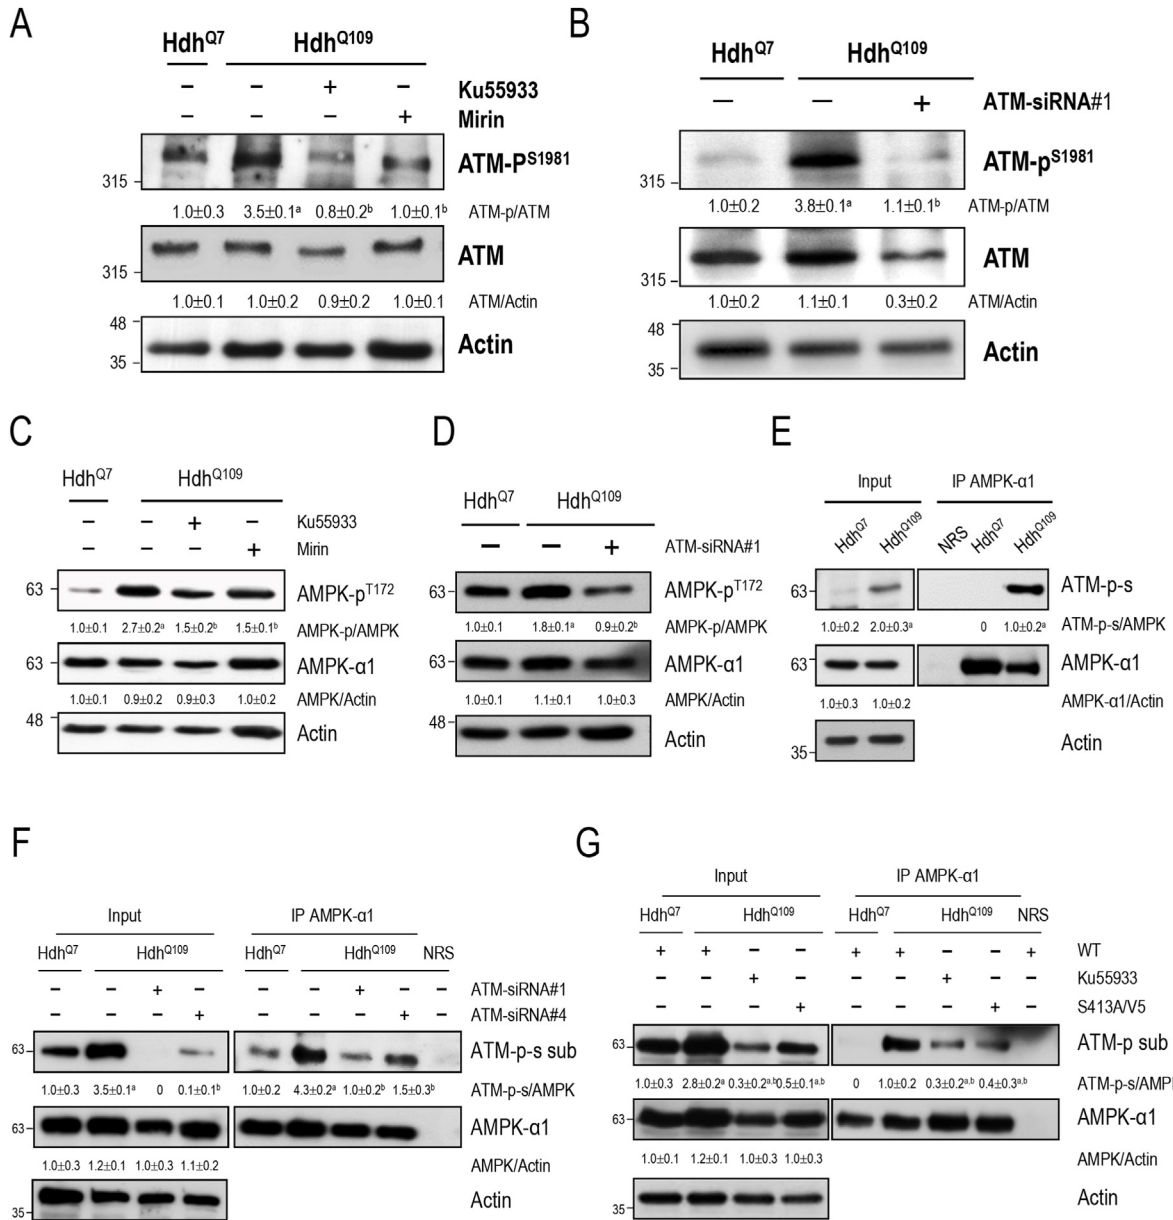 A
Hdh^Q7 Hdh^Q109
– – + – Ku55933
– – – + Mirin
ATM-P^S1981
315
1.0±0.3 3.5±0.1^a 0.8±0.2^b 1.0±0.1^b ATM-p/ATM
ATM
315
1.0±0.1 1.0±0.2 0.9±0.2 1.0±0.1 ATM/Actin
48
Actin
35
B
Hdh^Q7 Hdh^Q109
– – + ATM-siRNA#1
ATM-p^S1981
315
1.0±0.2 3.8±0.1^a 1.1±0.1^b ATM-p/ATM
ATM
315
1.0±0.2 1.1±0.1 0.3±0.2 ATM/Actin
48
Actin
35
C
Hdh^Q7 Hdh^Q109
– – + – Ku55933
– – – + Mirin
63 AMPK-p^T172
1.0±0.1 2.7±0.2^a 1.5±0.2^b 1.5±0.1^b AMPK-p/AMPK
63 AMPK-α1
1.0±0.1 0.9±0.2 0.9±0.3 1.0±0.2 AMPK/Actin
48
Actin
D
Hdh^Q7 Hdh^Q109
– – + ATM-siRNA#1
63 AMPK-p^T172
1.0±0.1 1.8±0.1^a 0.9±0.2^b AMPK-p/AMPK
63 AMPK-α1
1.0±0.1 1.1±0.1 1.0±0.3 AMPK/Actin
48
Actin
E
Input IP AMPK-α1
Hdh^Q7 Hdh^Q109 NRS Hdh^Q7 Hdh^Q109
63 ATM-p-s
1.0±0.2 2.0±0.3^a 0 1.0±0.2^a ATM-p-s/AMPK
63 AMPK-α1
1.0±0.3 1.0±0.2 AMPK-α1/Actin
Actin
35
F
Input IP AMPK-α1
Hdh^Q7 Hdh^Q109 Hdh^Q7 Hdh^Q109 NRS
– – + – – – + – – ATM-siRNA#1
– – – + – – – + – ATM-siRNA#4
63 ATM-p-s sub
1.0±0.3 3.5±0.1^a 0 0.1±0.1^b 1.0±0.2 4.3±0.2^a 1.0±0.2^b 1.5±0.3^b ATM-p-s/AMPK
63 AMPK-α1
1.0±0.3 1.2±0.1 1.0±0.3 1.1±0.2 AMPK/Actin
Actin
35
G
Input IP AMPK-α1
Hdh^Q7 Hdh^Q109 Hdh^Q7 Hdh^Q109 NRS
+ + – – + + – – + WT
– – + – – – + – – Ku55933
– – – + – – – + – S413A/V5
63 ATM-p sub
1.0±0.3 2.8±0.2^a 0.3±0.2^a,b 0.5±0.1^a,b 0 1.0±0.2 0.3±0.2^a,b 0.4±0.3^a,b ATM-p-s/AMP
63 AMPK-α1
1.0±0.1 1.2±0.1 1.0±0.3 1.0±0.3 AMPK/Actin
Actin
35